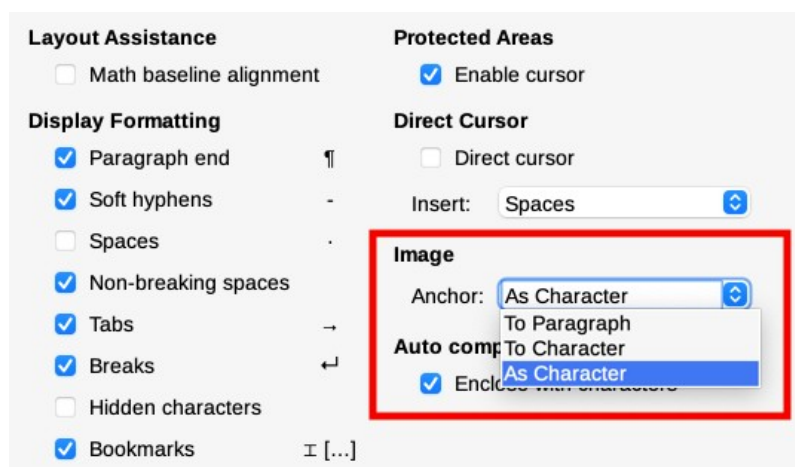 Layout Assistance
Math baseline alignment
Display Formatting
Paragraph end ¶
Soft hyphens -
Spaces ·
Non-breaking spaces
Tabs →
Breaks ↵
Hidden characters
Bookmarks ⌶ [...]
Protected Areas
Enable cursor
Direct Cursor
Direct cursor
Insert: Spaces
Image
Anchor: As Character
To Paragraph
To Character
As Character
Auto